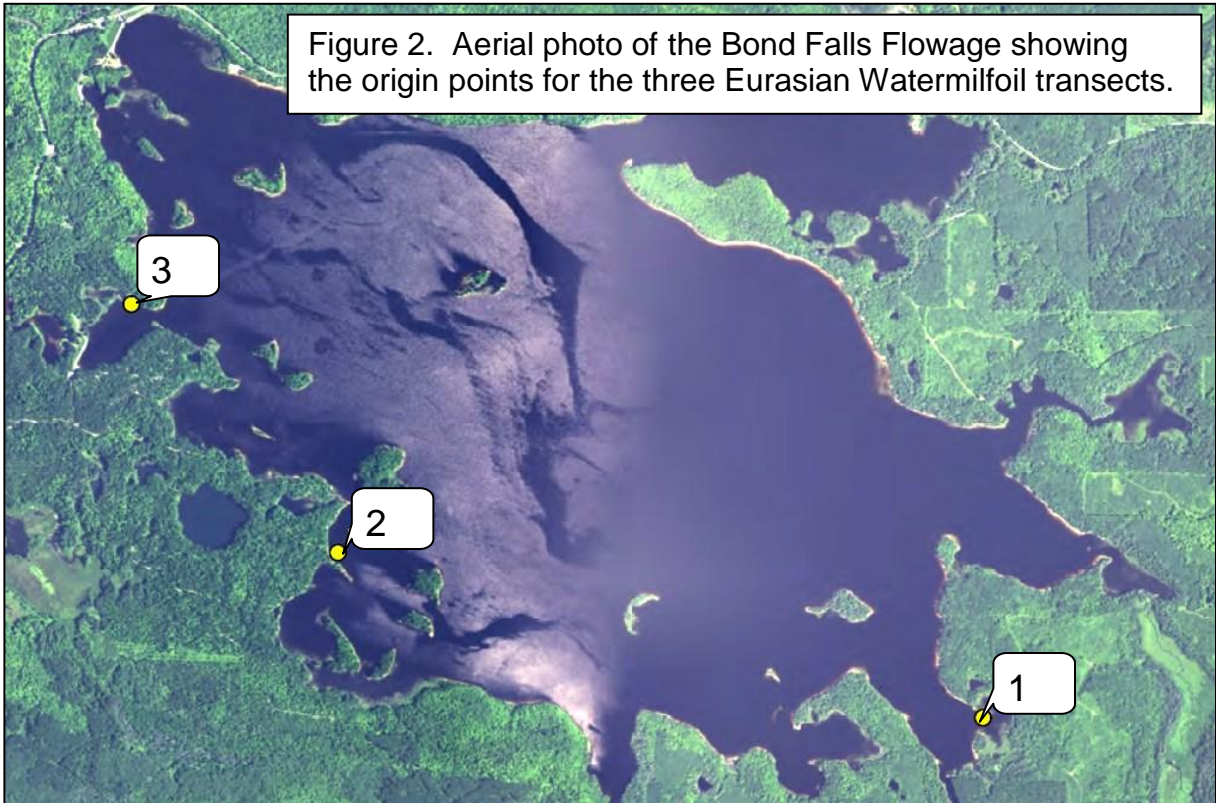 Figure 2.  Aerial photo of the Bond Falls Flowage showing
the origin points for the three Eurasian Watermilfoil transects.
3
2
1